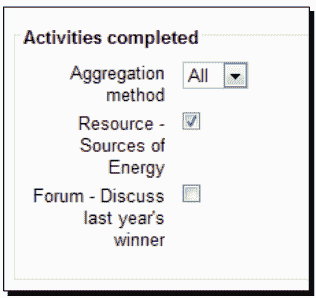 Activities completed
Aggregation All
method
Resource -
Sources of
Energy
Forum - Discuss
last year's
winner